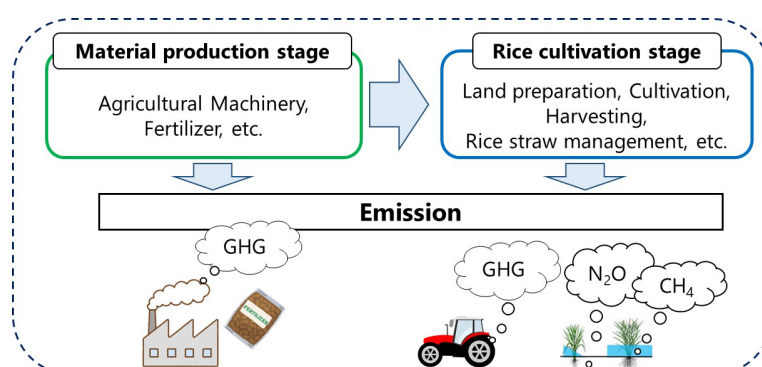 Material production stage
Agricultural Machinery,
Fertilizer, etc.
Rice cultivation stage
Land preparation, Cultivation,
Harvesting,
Rice straw management, etc.
Emission
GHG
FERTILIZER
GHG
N₂O
CH₄